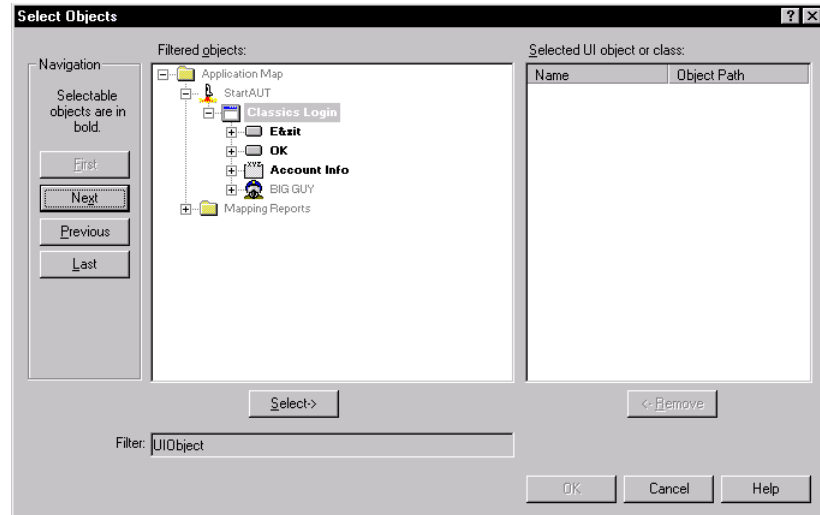 Select Objects
Navigation
Selectable
objects are in
bold.
First
Next
Previous
Last
Filtered objects:
Application Map
StartAUT
Classics Login
E&xit
OK
Account Info
BIG GUY
Mapping Reports
Select->
Selected UI object or class:
Name Object Path
<-Remove
Filter: UIObject
OK Cancel Help